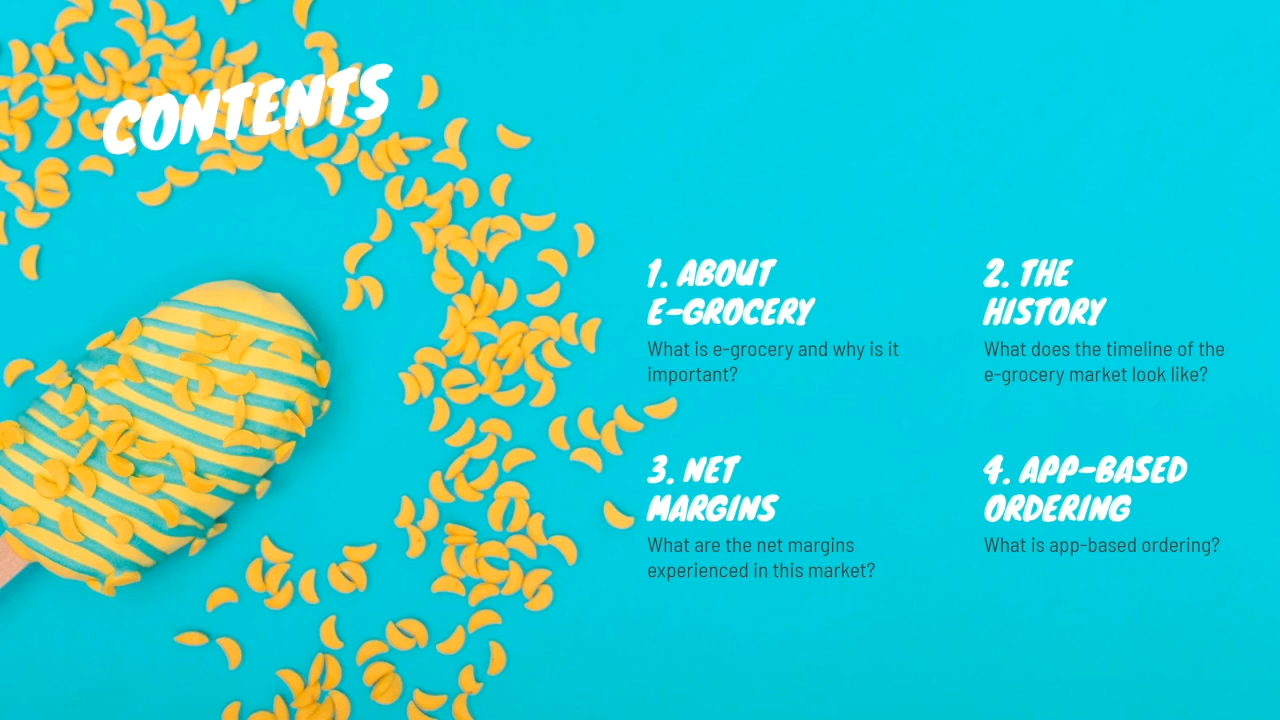 CONTENTS
1. ABOUT
E-GROCERY
What is e-grocery and why is it
important?
2. THE
HISTORY
What does the timeline of the
e-grocery market look like?
3. NET
MARGINS
What are the net margins
experienced in this market?
4. APP-BASED
ORDERING
What is app-based ordering?